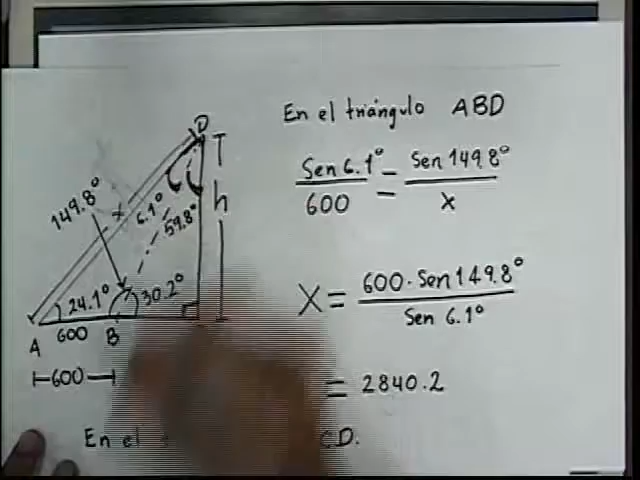 D
T
149.8°
x
6.1°
59.8°
h
24.1°
30.2°
A
600
B
600
En el triángulo ABD
Sen 6.1° = Sen 149.8°
600 x
X = 600 · Sen 149.8°
Sen 6.1°
= 2840.2
En el CD.